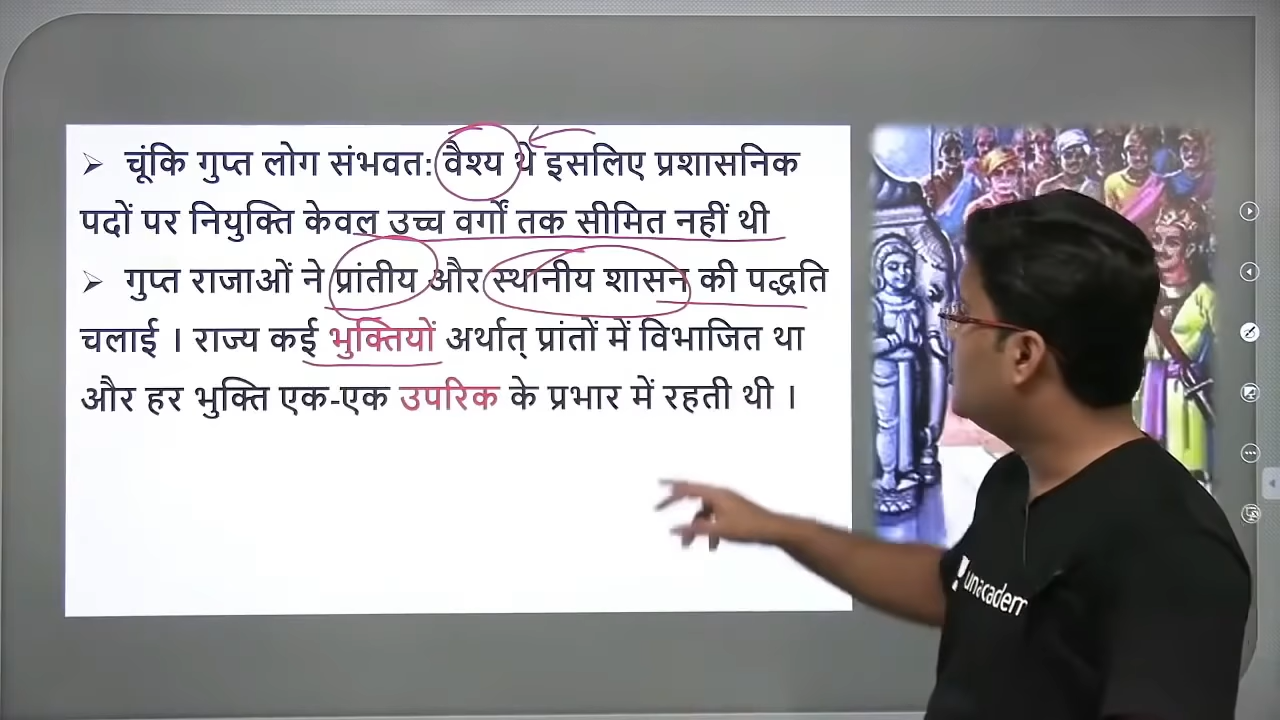 ➢ चूंकि गुप्त लोग संभवत: वैश्य थे इसलिए प्रशासनिक
पदों पर नियुक्ति केवल उच्च वर्गों तक सीमित नहीं थी
➢ गुप्त राजाओं ने प्रांतीय और स्थानीय शासन की पद्धति
चलाई । राज्य कई भुक्तियों अर्थात् प्रांतों में विभाजित था
और हर भुक्ति एक-एक उपरिक के प्रभार में रहती थी ।
unacadem